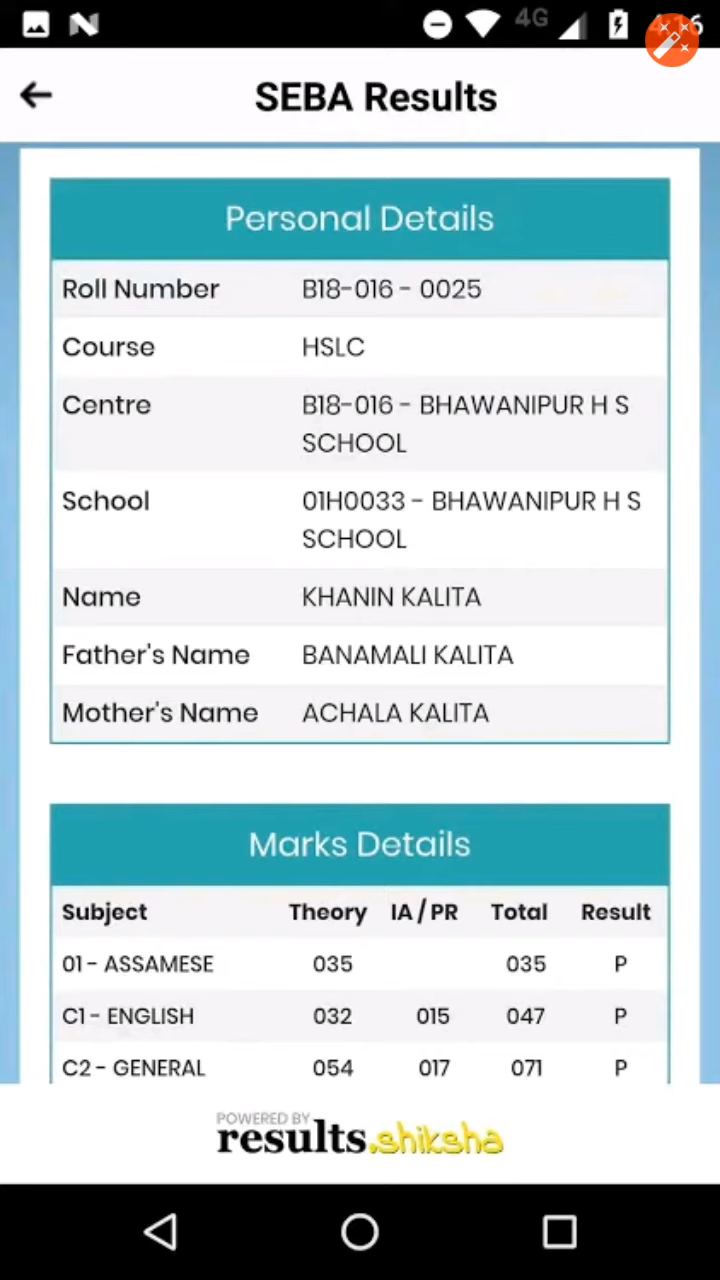 4G
SEBA Results
Personal Details
Roll Number B18-016 - 0025
Course HSLC
Centre B18-016 - BHAWANIPUR H S
SCHOOL
School 01H0033 - BHAWANIPUR H S
SCHOOL
Name KHANIN KALITA
Father's Name BANAMALI KALITA
Mother's Name ACHALA KALITA
Marks Details
Subject Theory IA / PR Total Result
01 - ASSAMESE 035 035 P
C1 - ENGLISH 032 015 047 P
C2 - GENERAL 054 017 071 P
POWERED BY
results.shiksha